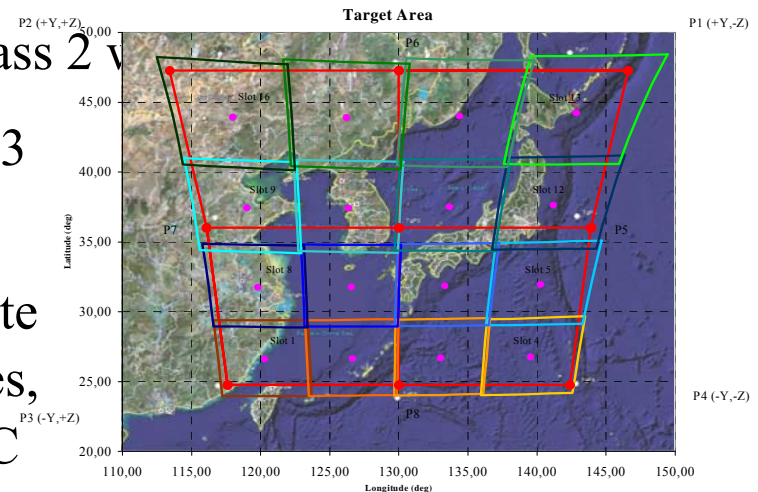 Target Area
P2 (+Y,+Z)
P1 (+Y,-Z)
ass 2 w
3
te
es,
C
50,00
45,00
40,00
35,00
30,00
25,00
20,00
Latitude (deg)
P6
Slot 16
Slot 13
Slot 9
Slot 12
P7
P5
Slot 8
Slot 5
Slot 1
Slot 4
P3 (-Y,+Z)
P8
P4 (-Y,-Z)
110,00 115,00 120,00 125,00 130,00 135,00 140,00 145,00 150,00
Longitude (deg)